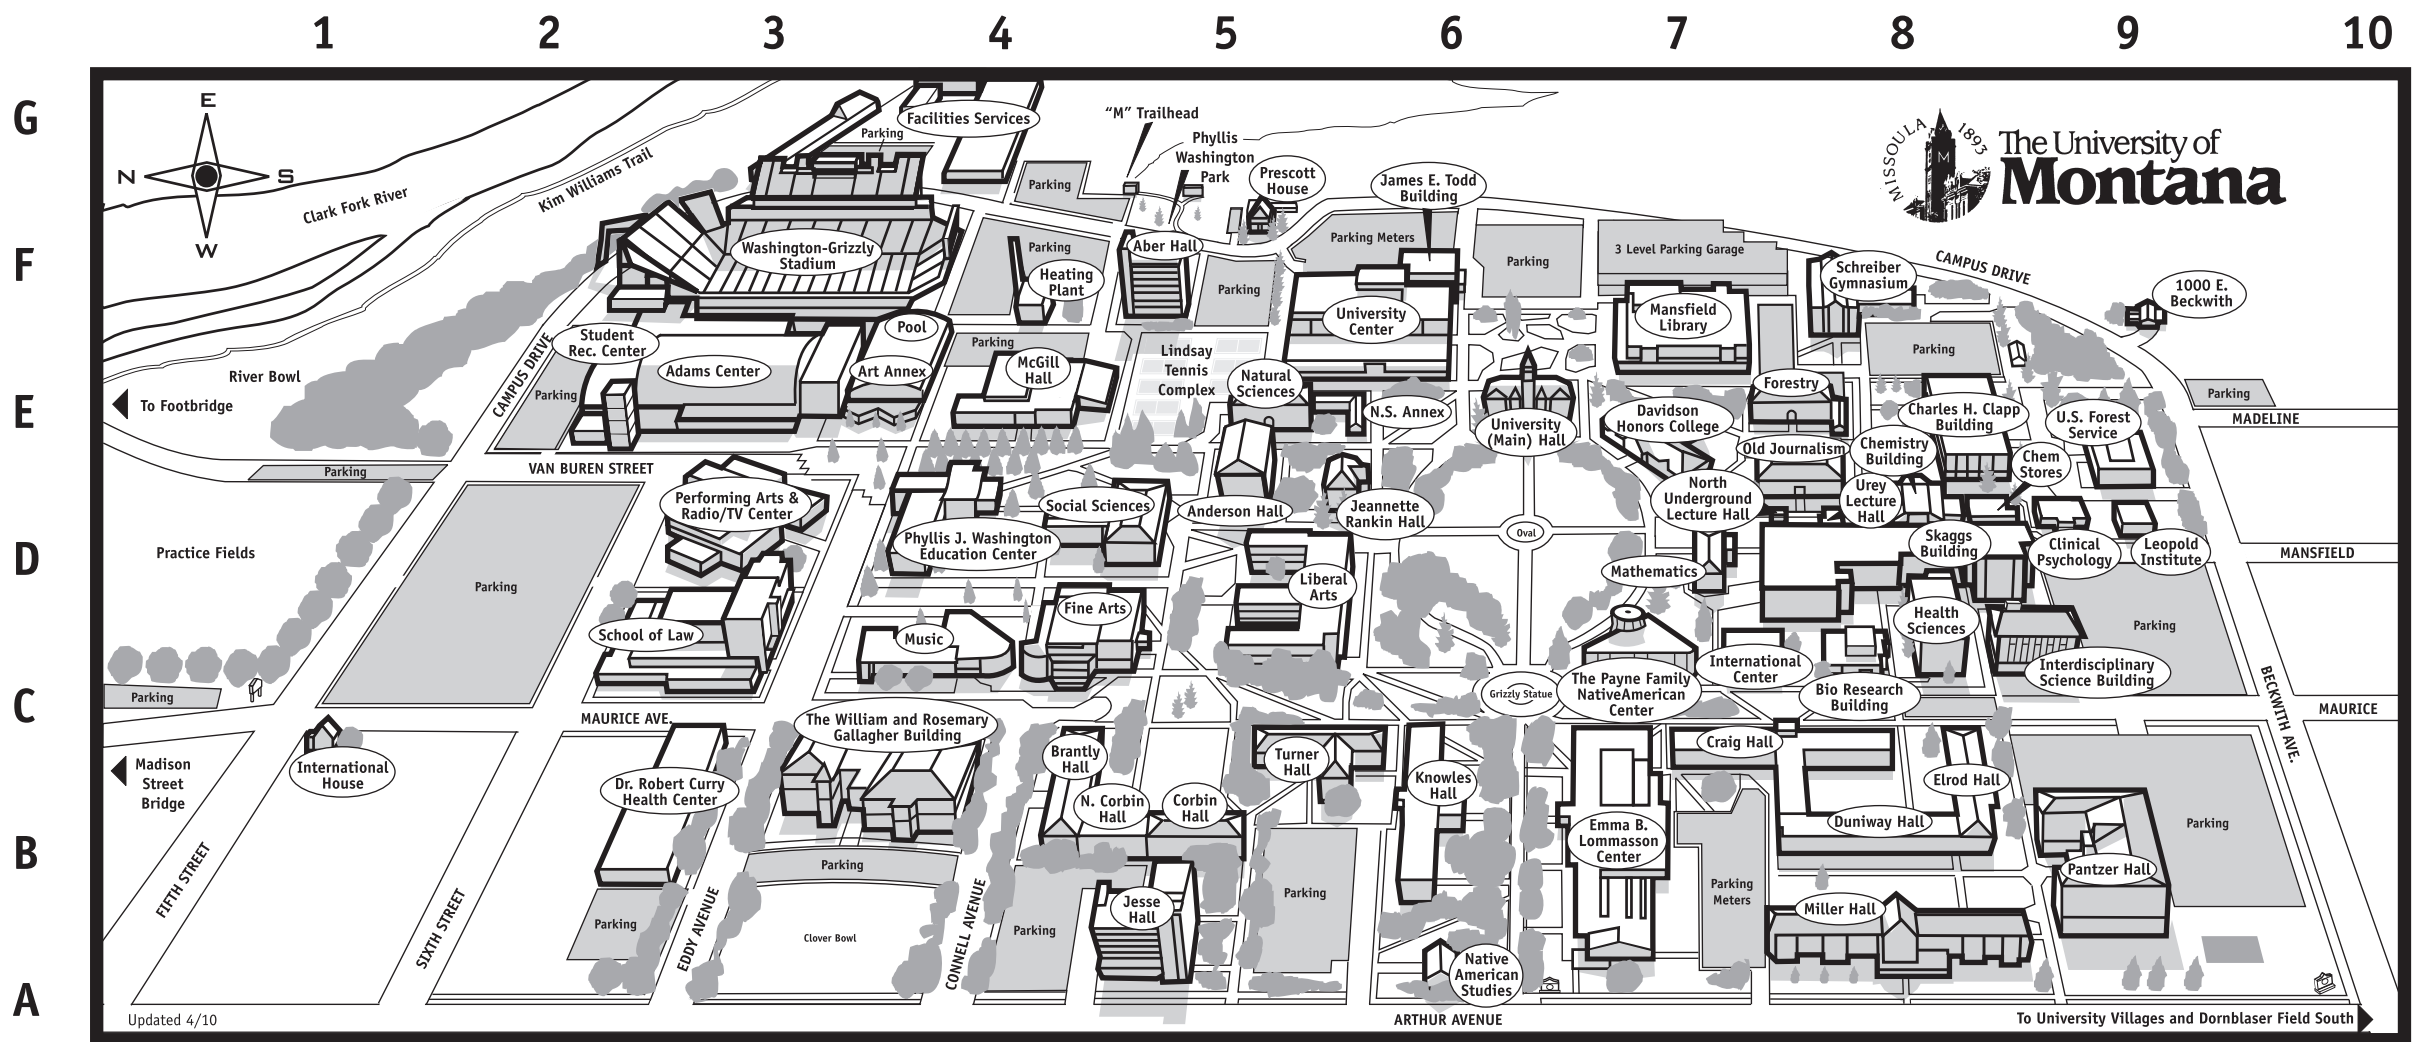 1 2 3 4 5 6 7 8 9 10
G
F
E
D
C
B
A
E
N S
W
Clark Fork River
Kim Williams Trail
Facilities Services
Parking
"M" Trailhead
Phyllis
Washington
Park
Prescott
House
James E. Todd
Building
MISSOULA 1893
M
The University of
Montana
Parking
Washington-Grizzly
Stadium
Parking
Heating
Plant
Aber Hall
Parking
Parking Meters
Parking
3 Level Parking Garage
Schreiber
Gymnasium
CAMPUS DRIVE
1000 E.
Beckwith
University
Center
Mansfield
Library
Student
Rec. Center
Pool
Adams Center
Art Annex
Parking
McGill
Hall
Lindsay
Tennis
Complex
Natural
Sciences
N.S. Annex
University
(Main) Hall
Davidson
Honors College
Forestry
Parking
Charles H. Clapp
Building
U.S. Forest
Service
Parking
MADELINE
River Bowl
To Footbridge
CAMPUS DRIVE
Parking
Parking
VAN BUREN STREET
Old Journalism
Chemistry
Building
Chem
Stores
Performing Arts &
Radio/TV Center
Social Sciences
Anderson Hall
Jeannette
Rankin Hall
North
Underground
Lecture Hall
Urey
Lecture
Hall
Phyllis J. Washington
Education Center
Oval
Skaggs
Building
Clinical
Psychology
Leopold
Institute
MANSFIELD
Practice Fields
Parking
Liberal
Arts
Mathematics
Fine Arts
School of Law
Music
Health
Sciences
Parking
International
Center
Interdisciplinary
Science Building
The Payne Family
NativeAmerican
Center
Grizzly Statue
Bio Research
Building
Parking
MAURICE AVE.
The William and Rosemary
Gallagher Building
BECKWITH AVE.
MAURICE
Madison
Street
Bridge
International
House
Brantly
Hall
Turner
Hall
Craig Hall
Dr. Robert Curry
Health Center
Knowles
Hall
Elrod Hall
N. Corbin
Hall
Corbin
Hall
Emma B.
Lommasson
Center
Duniway Hall
Parking
FIFTH STREET
Parking
Pantzer Hall
SIXTH STREET
Parking
EDDY AVENUE
Clover Bowl
CONNELL AVENUE
Parking
Jesse
Hall
Parking
Parking
Meters
Miller Hall
Native
American
Studies
Updated 4/10
ARTHUR AVENUE
To University Villages and Dornblaser Field South